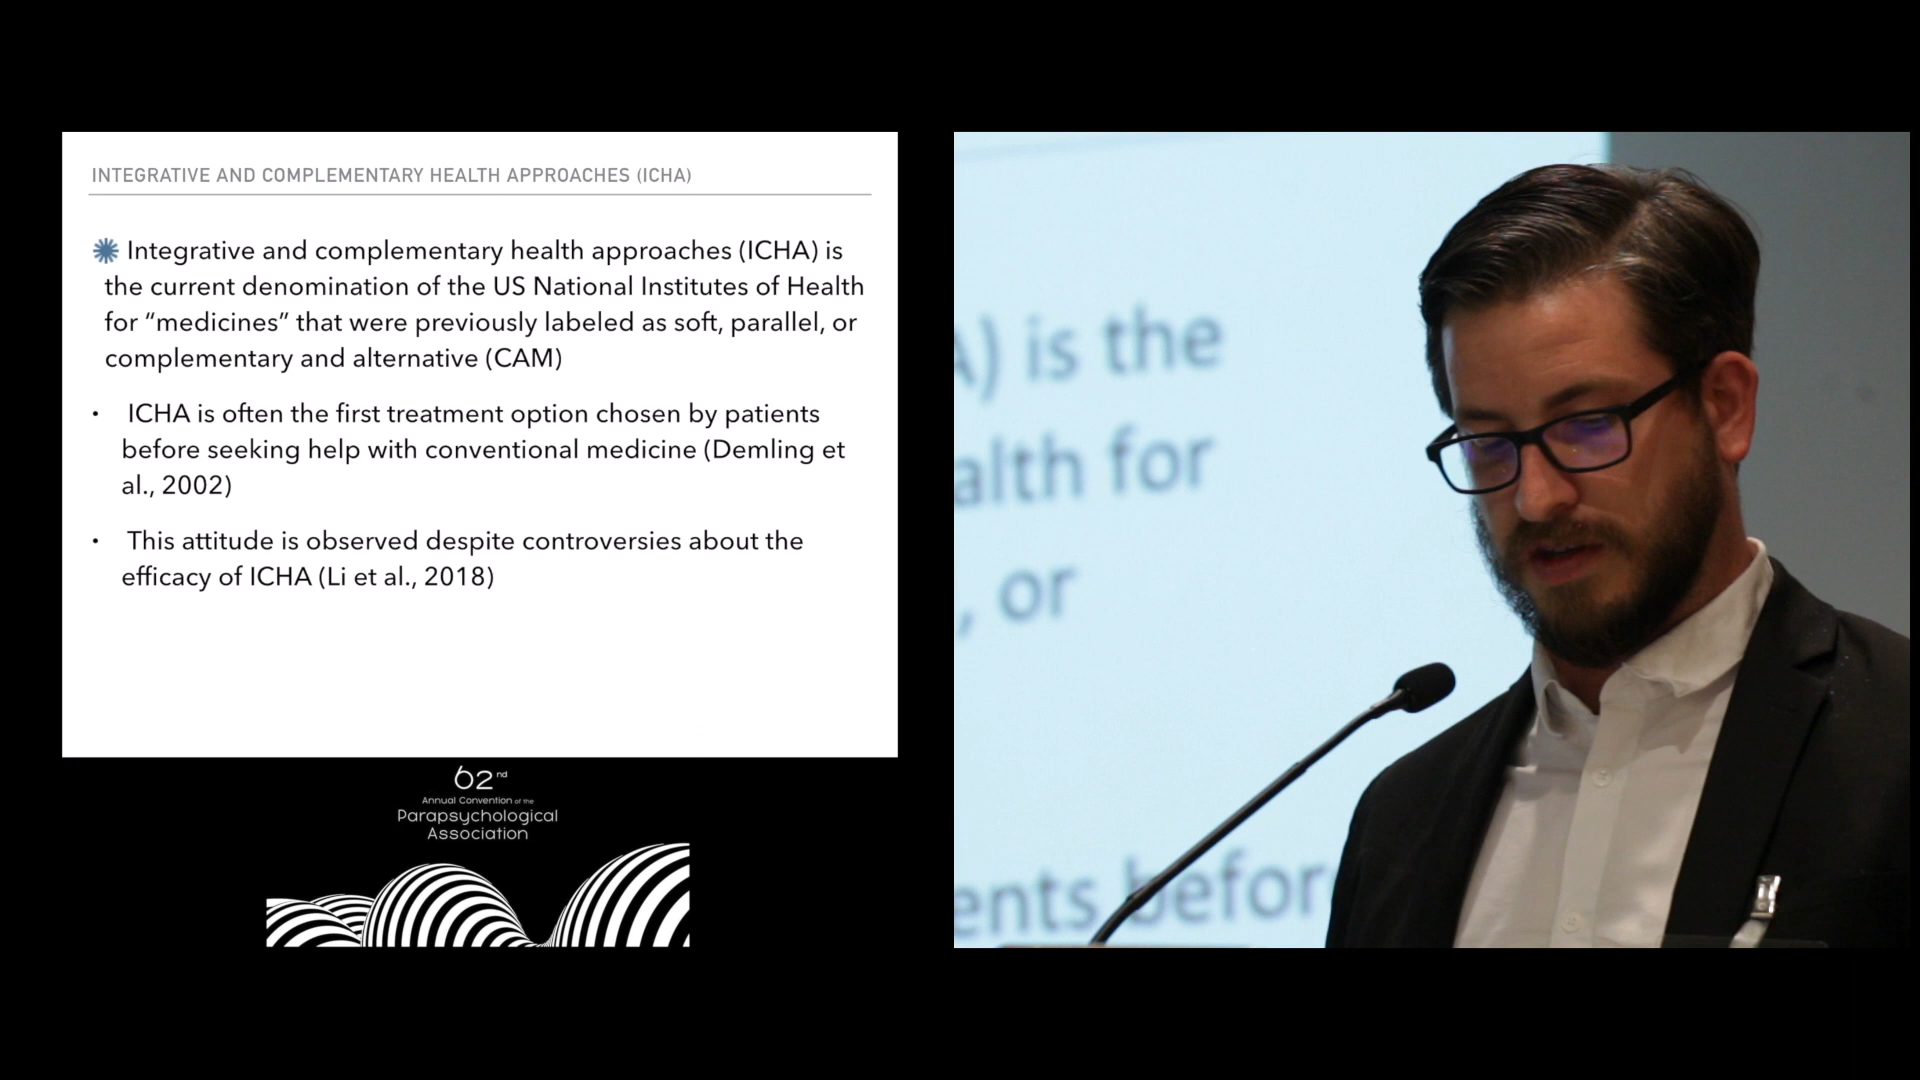 INTEGRATIVE AND COMPLEMENTARY HEALTH APPROACHES (ICHA)
Integrative and complementary health approaches (ICHA) is
the current denomination of the US National Institutes of Health
for “medicines” that were previously labeled as soft, parallel, or
complementary and alternative (CAM)
• ICHA is often the first treatment option chosen by patients
before seeking help with conventional medicine (Demling et
al., 2002)
• This attitude is observed despite controversies about the
efficacy of ICHA (Li et al., 2018)
62nd
Annual Convention of the
Parapsychological
Association
) is the
alth for
, or
ents befor